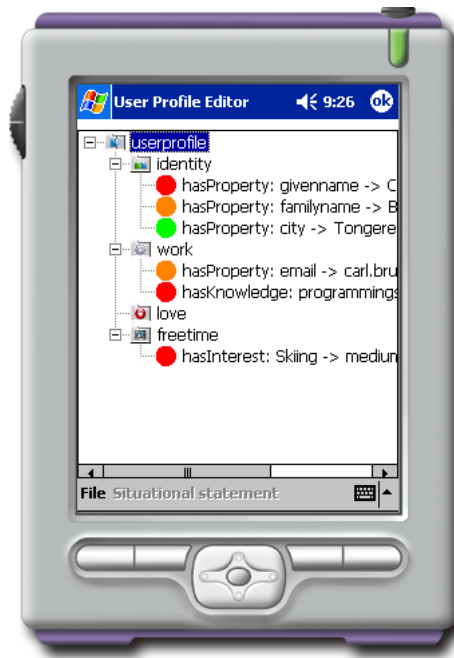 User Profile Editor 9:26 ok
userprofile
identity
hasProperty: givenname -> C
hasProperty: familyname -> B
hasProperty: city -> Tongere
work
hasProperty: email -> carl.bru
hasKnowledge: programmings
love
freetime
hasInterest: Skiing -> medium
File Situational statement